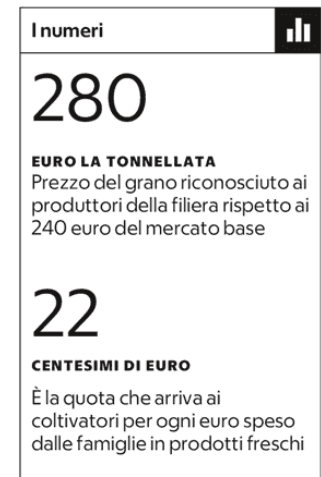 I numeri
280
EURO LA TONNELLATA
Prezzo del grano riconosciuto ai
produttori della filiera rispetto ai
240 euro del mercato base
22
CENTESIMI DI EURO
È la quota che arriva ai
coltivatori per ogni euro speso
dalle famiglie in prodotti freschi